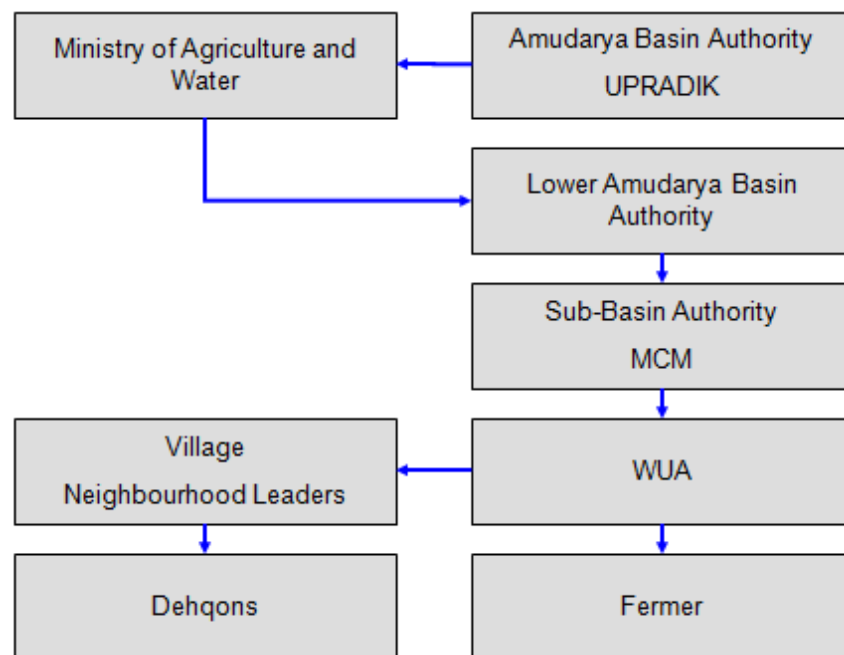 Ministry of Agriculture and
Water
Amudarya Basin Authority
UPRADIK
Lower Amudarya Basin
Authority
Sub-Basin Authority
MCM
Village
Neighbourhood Leaders
WUA
Dehqons
Fermer